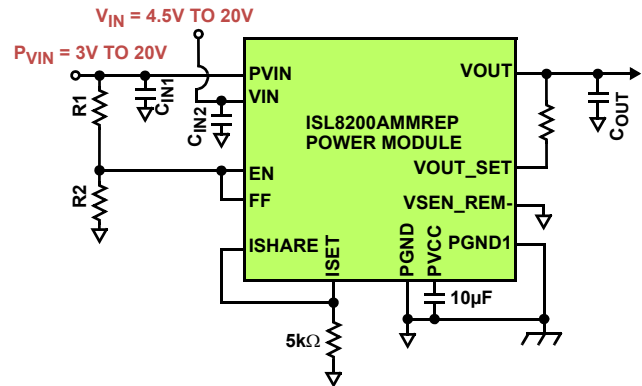 V_IN = 4.5V TO 20V
P_VIN = 3V TO 20V
PVIN
VOUT
C_IN1
R1
VIN
C_IN2
C_OUT
ISL8200AMMREP
POWER MODULE
VOUT_SET
EN
R2
FF
VSEN_REM-
ISHARE
ISET
PGND
PVCC
PGND1
10µF
5kΩ